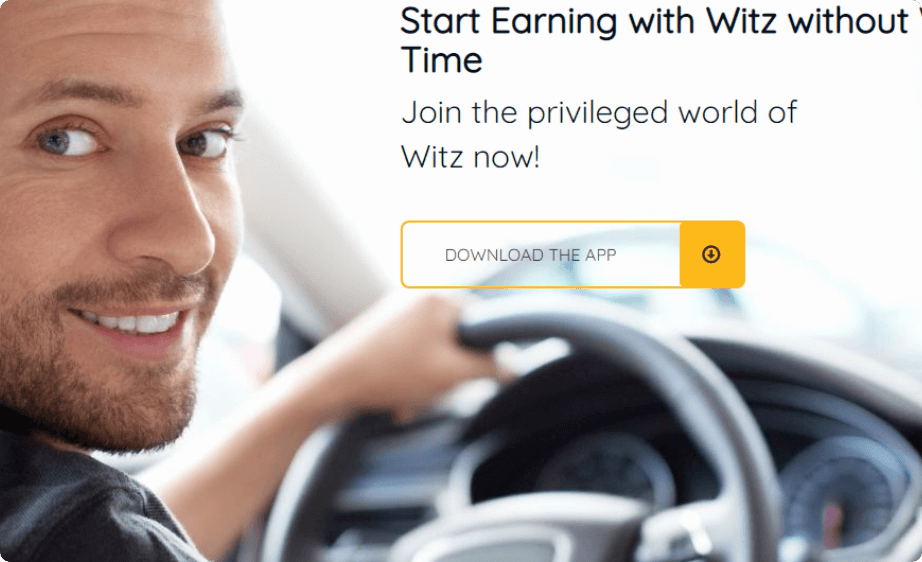 Start Earning with Witz without
Time
Join the privileged world of
Witz now!
DOWNLOAD THE APP